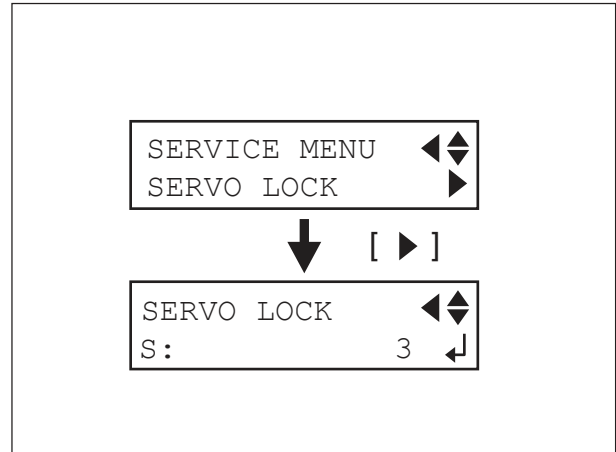 SERVICE MENU ◀▲▼
SERVO LOCK ▶
[ ▶ ]
SERVO LOCK ◀▲▼
S: 3 ↵